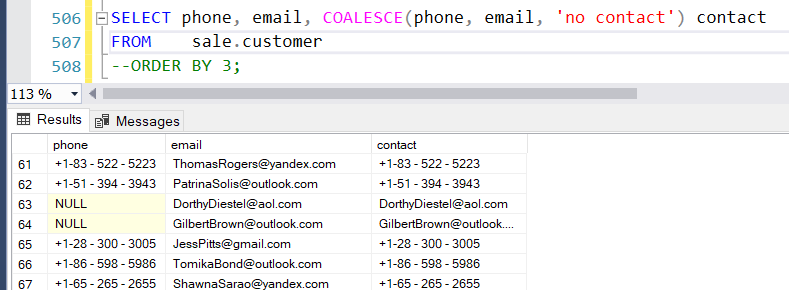 506 SELECT phone, email, COALESCE(phone, email, 'no contact') contact
507 FROM sale.customer
508 --ORDER BY 3;
113 %
Results Messages
phone email contact
61 +1-83 - 522 - 5223 ThomasRogers@yandex.com +1-83 - 522 - 5223
62 +1-51 - 394 - 3943 PatrinaSolis@outlook.com +1-51 - 394 - 3943
63 NULL DorthyDiestel@aol.com DorthyDiestel@aol.com
64 NULL GilbertBrown@outlook.com GilbertBrown@outlook....
65 +1-28 - 300 - 3005 JessPitts@gmail.com +1-28 - 300 - 3005
66 +1-86 - 598 - 5986 TomikaBond@outlook.com +1-86 - 598 - 5986
67 +1-65 - 265 - 2655 ShawnaSarao@yandex.com +1-65 - 265 - 2655